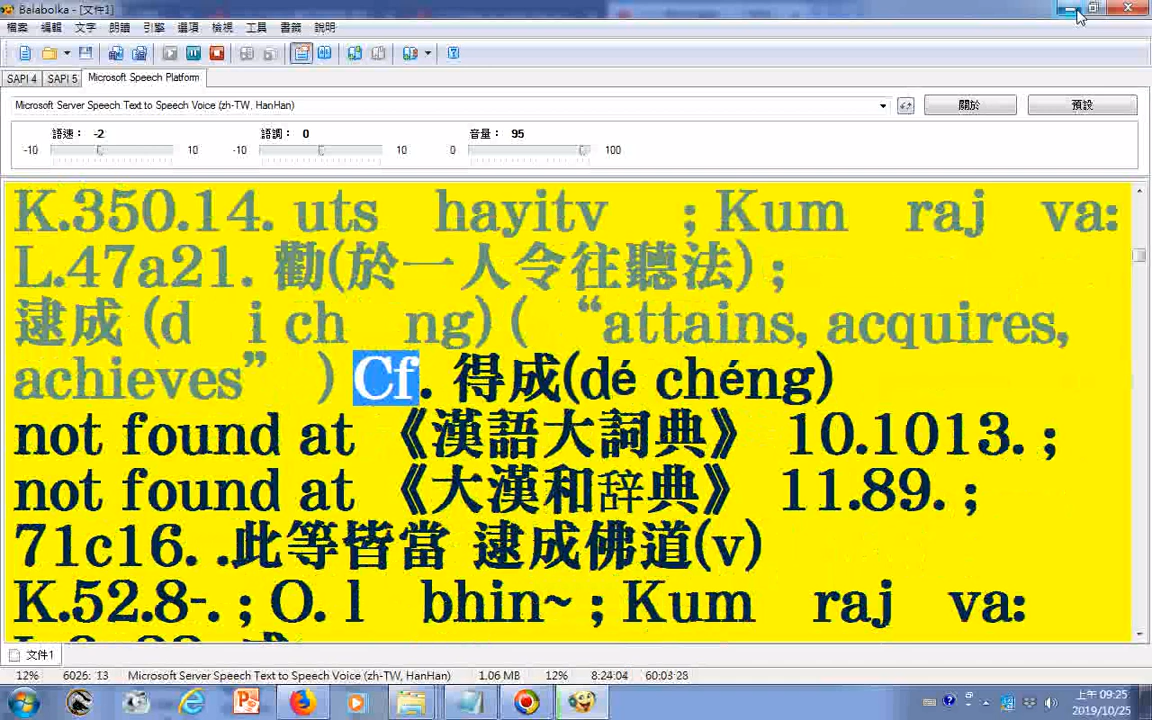 Balabolka - [文件1]
檔案 編輯 文字 朗讀 引擎 選項 檢視 工具 書籤 說明
SAPI 4 SAPI 5 Microsoft Speech Platform
Microsoft Server Speech Text to Speech Voice (zh-TW, HanHan) 關於 預設
語速： -2 語調： 0 音量： 95
-10 10 -10 10 0 100
K.350.14. uts hayitv ; Kum raj va:
L.47a21. 勸(於一人令往聽法) ;
逮成 (d i ch ng) ( “attains, acquires,
achieves” ) Cf. 得成(dé chéng)
not found at 《漢語大詞典》 10.1013. ;
not found at 《大漢和辞典》 11.89. ;
71c16. .此等皆當 逮成佛道(v)
K.52.8-. ; O. l bhin~ ; Kum raj va:
文件1
12% 6026: 13 Microsoft Server Speech Text to Speech Voice (zh-TW, HanHan) 1.06 MB 12% 8:24:04 60:03:28
上午 09:25
2019/10/25